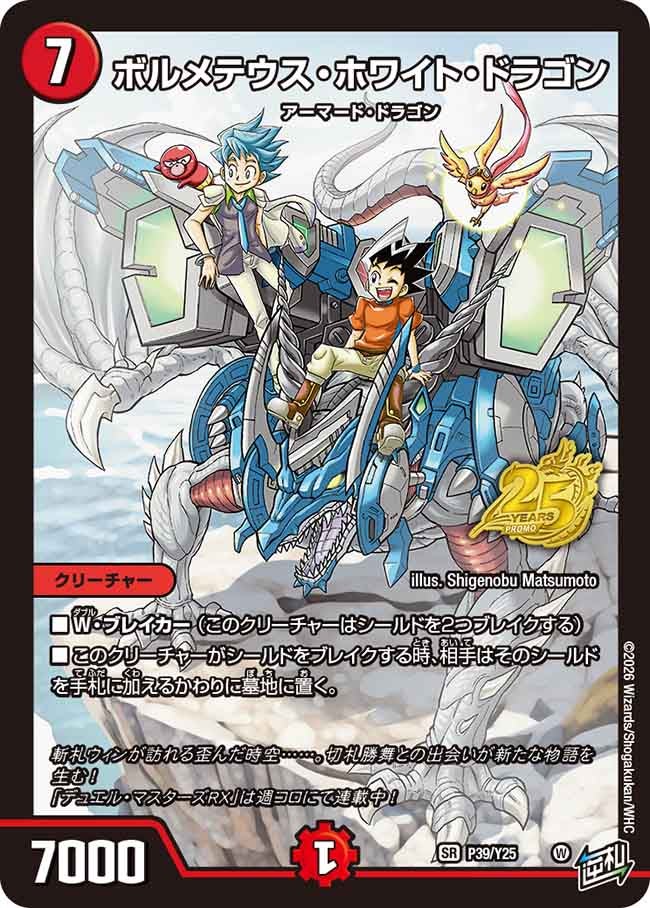 7
ボルメテウス・ホワイト・ドラゴン
アーマード・ドラゴン
25
YEARS
PROMO
クリーチャー
illus. Shigenobu Matsumoto
■W・ブレイカー(このクリーチャーはシールドを2つブレイクする)
■このクリーチャーがシールドをブレイクする時、相手はそのシールド
を手札に加えるかわりに墓地に置く。
斬札ウィンが訪れる歪んだ時空……。切札勝舞との出会いが新たな物語を
生む!
「デュエル・マスターズRX」は週コロにて連載中!
©2026 Wizards/Shogakukan/WHC
7000
1
SR P39/Y25
逆札